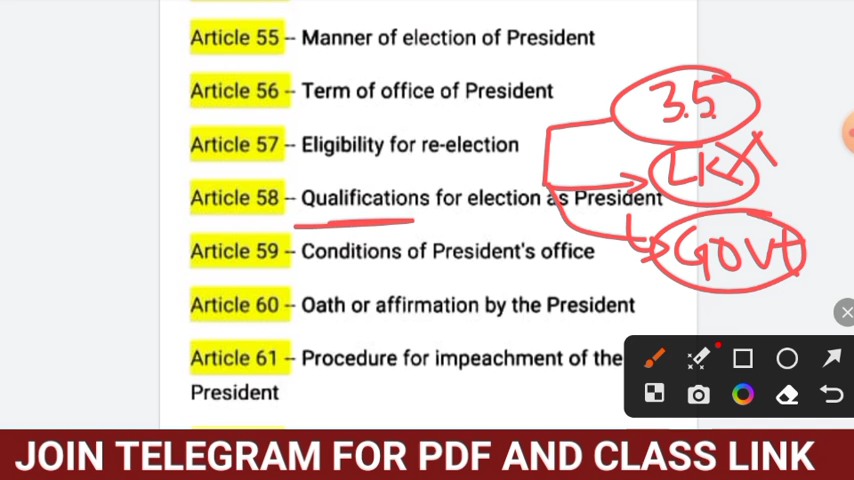 Article 55 -- Manner of election of President
Article 56 -- Term of office of President
3.5
Article 57 -- Eligibility for re-election
Article 58 -- Qualifications for election as President
Article 59 -- Conditions of President's office
GOVt
Article 60 -- Oath or affirmation by the President
Article 61 -- Procedure for impeachment of the
President
JOIN TELEGRAM FOR PDF AND CLASS LINK